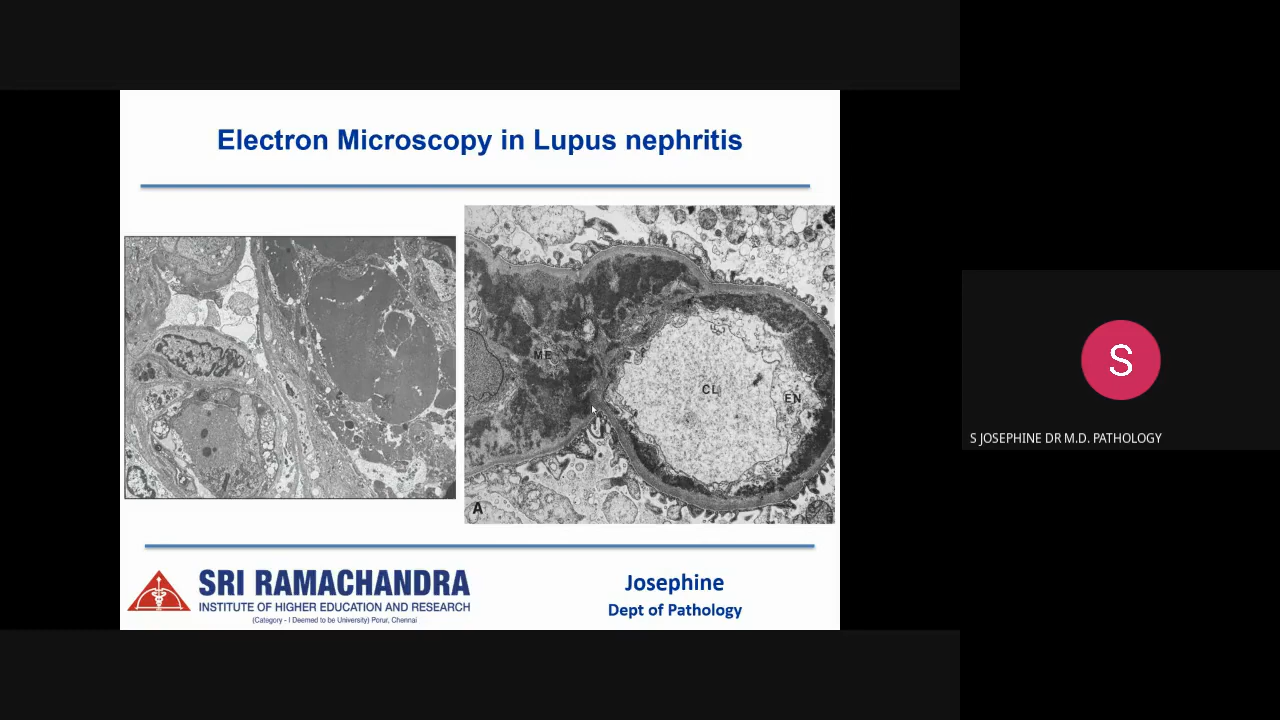 Electron Microscopy in Lupus nephritis
ME
CL
EN
A
SRI RAMACHANDRA
INSTITUTE OF HIGHER EDUCATION AND RESEARCH
(Category - I Deemed to be University) Porur, Chennai
Josephine
Dept of Pathology
S
S JOSEPHINE DR M.D. PATHOLOGY